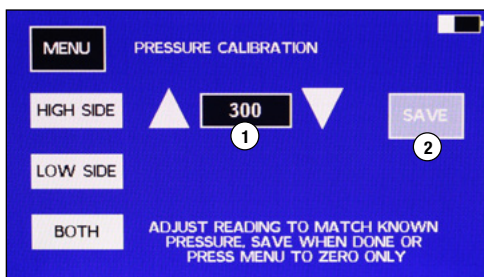 MENU
PRESSURE CALIBRATION
HIGH SIDE
300
1
SAVE
2
LOW SIDE
BOTH
ADJUST READING TO MATCH KNOWN
PRESSURE, SAVE WHEN DONE OR
PRESS MENU TO ZERO ONLY